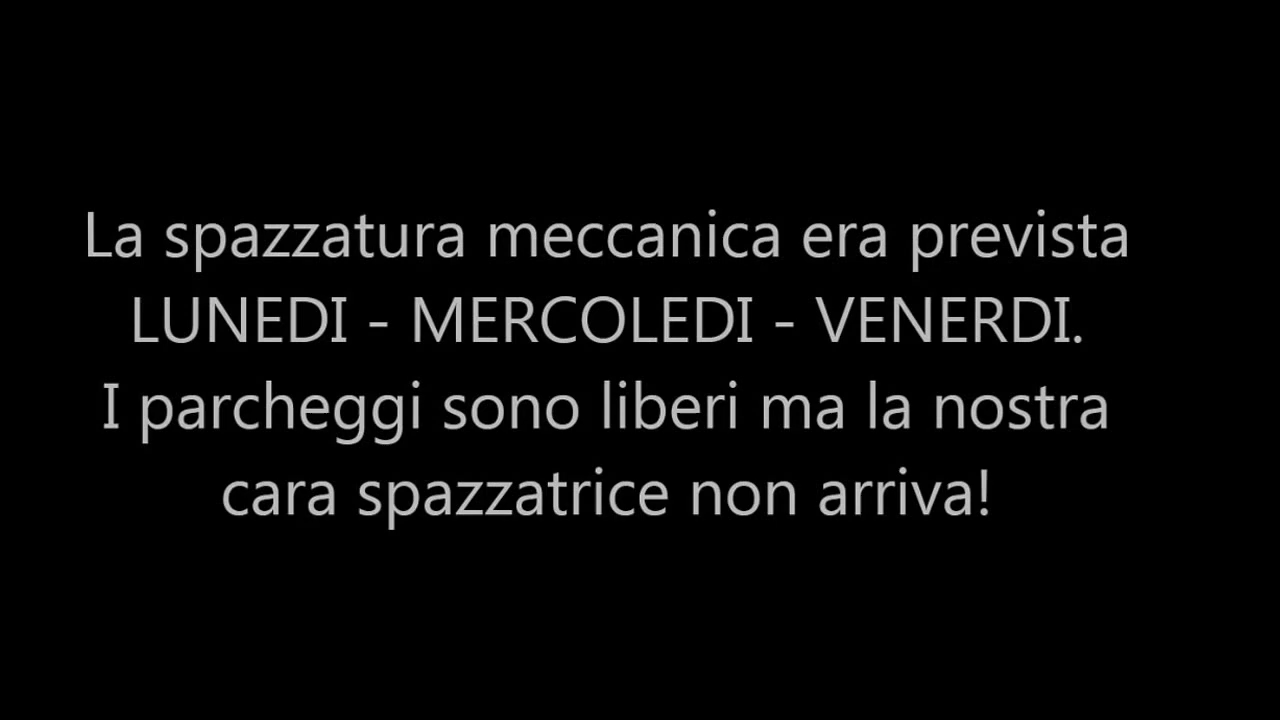 La spazzatura meccanica era prevista
LUNEDI - MERCOLEDI - VENERDI.
I parcheggi sono liberi ma la nostra
cara spazzatrice non arriva!